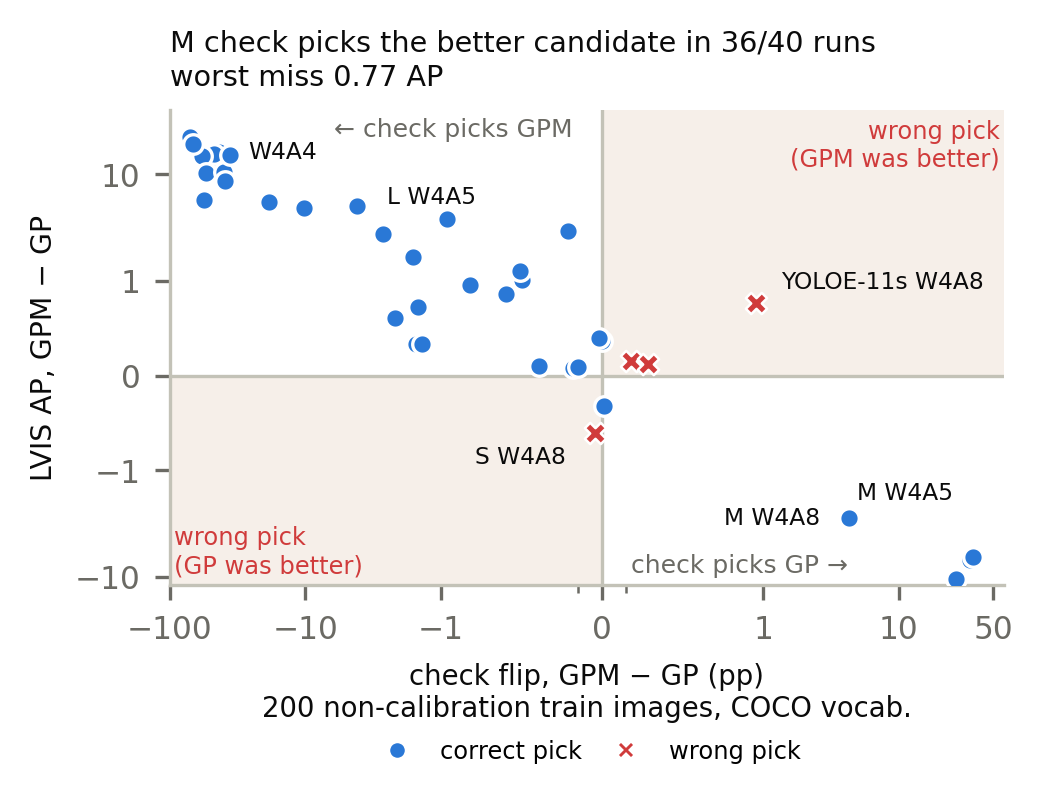 M check picks the better candidate in 36/40 runs
worst miss 0.77 AP
← check picks GPM
wrong pick
(GPM was better)
W4A4
L W4A5
YOLOE-11s W4A8
S W4A8
M W4A5
M W4A8
wrong pick
(GP was better)
check picks GP →
LVIS AP, GPM − GP
10
1
0
−1
−10
−100
−10
−1
0
1
10
50
check flip, GPM − GP (pp)
200 non-calibration train images, COCO vocab.
correct pick
wrong pick